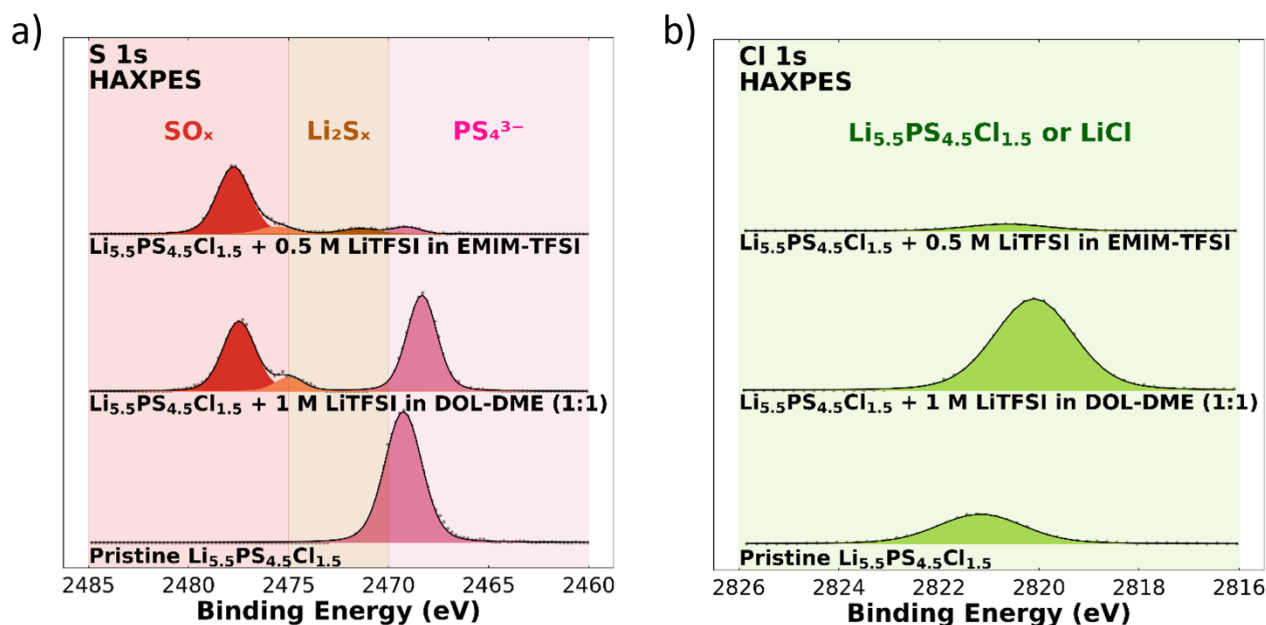 a)
S 1s
HAXPES
SOₓ
Li₂Sₓ
PS₄³⁻
Li₅.₅PS₄.₅Cl₁.₅ + 0.5 M LiTFSI in EMIM-TFSI
Li₅.₅PS₄.₅Cl₁.₅ + 1 M LiTFSI in DOL-DME (1:1)
Pristine Li₅.₅PS₄.₅Cl₁.₅
2485 2480 2475 2470 2465 2460
Binding Energy (eV)
b)
Cl 1s
HAXPES
Li₅.₅PS₄.₅Cl₁.₅ or LiCl
Li₅.₅PS₄.₅Cl₁.₅ + 0.5 M LiTFSI in EMIM-TFSI
Li₅.₅PS₄.₅Cl₁.₅ + 1 M LiTFSI in DOL-DME (1:1)
Pristine Li₅.₅PS₄.₅Cl₁.₅
2826 2824 2822 2820 2818 2816
Binding Energy (eV)